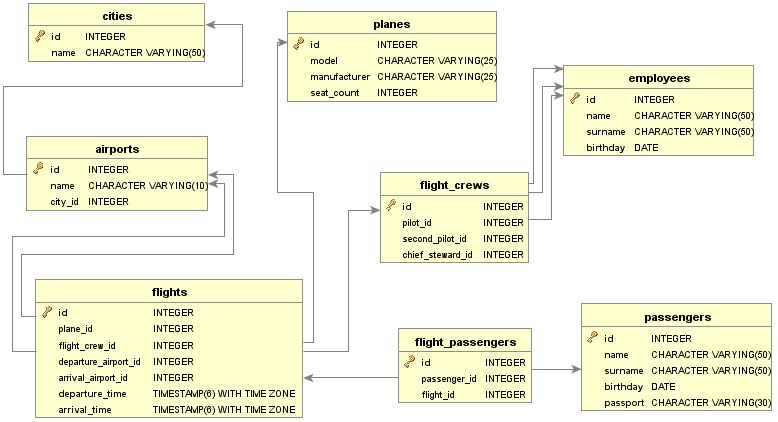 cities
id INTEGER
name CHARACTER VARYING(50)
planes
id INTEGER
model CHARACTER VARYING(25)
manufacturer CHARACTER VARYING(25)
seat_count INTEGER
employees
id INTEGER
name CHARACTER VARYING(50)
surname CHARACTER VARYING(50)
birthday DATE
airports
id INTEGER
name CHARACTER VARYING(10)
city_id INTEGER
flight_crews
id INTEGER
pilot_id INTEGER
second_pilot_id INTEGER
chief_steward_id INTEGER
flights
id INTEGER
plane_id INTEGER
flight_crew_id INTEGER
departure_airport_id INTEGER
arrival_airport_id INTEGER
departure_time TIMESTAMP(6) WITH TIME ZONE
arrival_time TIMESTAMP(6) WITH TIME ZONE
flight_passengers
id INTEGER
passenger_id INTEGER
flight_id INTEGER
passengers
id INTEGER
name CHARACTER VARYING(50)
surname CHARACTER VARYING(50)
birthday DATE
passport CHARACTER VARYING(30)